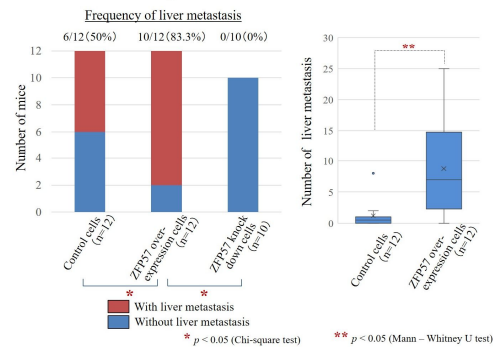 Frequency of liver metastasis
6/12(50%) 10/12(83.3%) 0/10(0%)
Number of mice
12
10
8
6
4
2
0
Control cells
(n=12)
ZFP57 over-
expression cells
(n=12)
ZFP57 knock
down cells
(n=10)
*
*
With liver metastasis
Without liver metastasis
* p < 0.05 (Chi-square test)
Number of liver metastasis
30
25
20
15
10
5
0
**
Control cells
(n=12)
ZFP57 over-
expression cells
(n=12)
** p < 0.05 (Mann – Whitney U test)